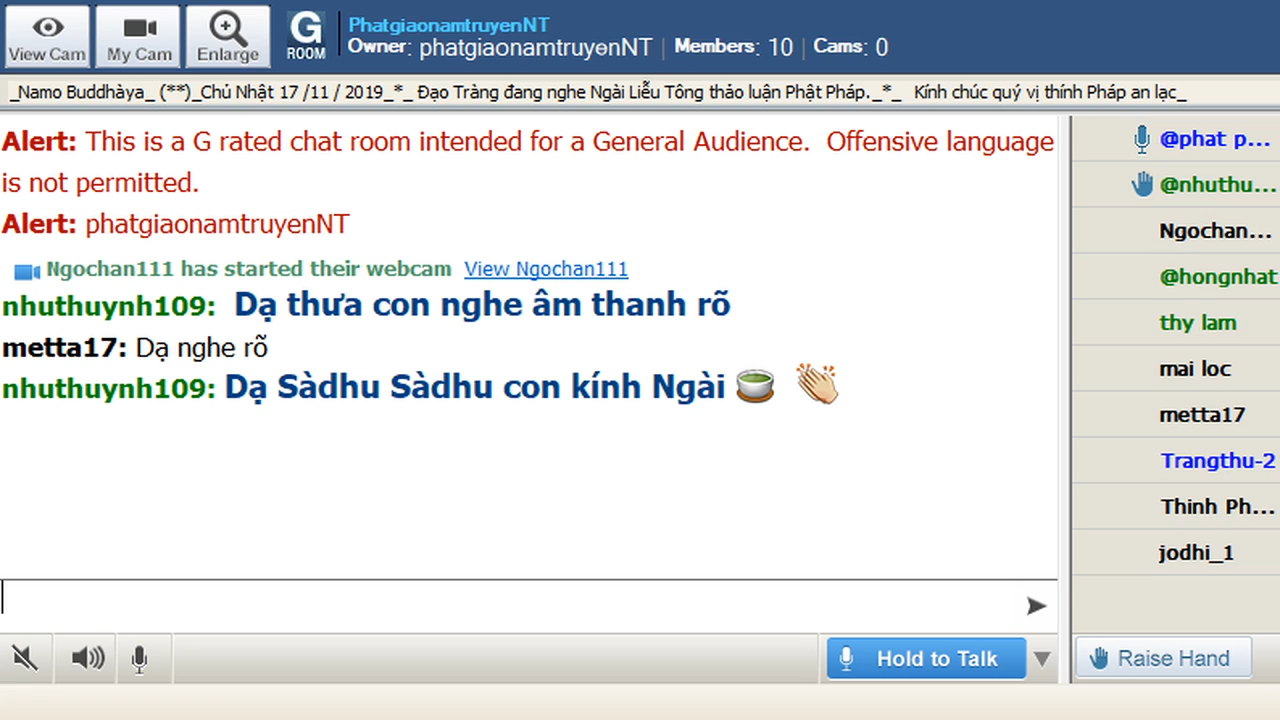 View Cam
My Cam
Enlarge
G
ROOM
PhatgiaonamtruyenNT
Owner: phatgiaonamtruyenNT | Members: 10 | Cams: 0
_Namo Buddhàya_ (**)_Chủ Nhật 17 /11 / 2019_*_ Đạo Tràng đang nghe Ngài Liễu Tông thảo luận Phật Pháp._*_ Kính chúc quý vị thính Pháp an lạc_
Alert: This is a G rated chat room intended for a General Audience. Offensive language
is not permitted.
Alert: phatgiaonamtruyenNT
Ngochan111 has started their webcam View Ngochan111
nhuthuynh109: Dạ thưa con nghe âm thanh rõ
metta17: Dạ nghe rõ
nhuthuynh109: Dạ Sàdhu Sàdhu con kính Ngài
@phat p...
@nhuthu...
Ngochan...
@hongnhat
thy lam
mai loc
metta17
Trangthu-2
Thinh Ph...
jodhi_1
Hold to Talk
Raise Hand